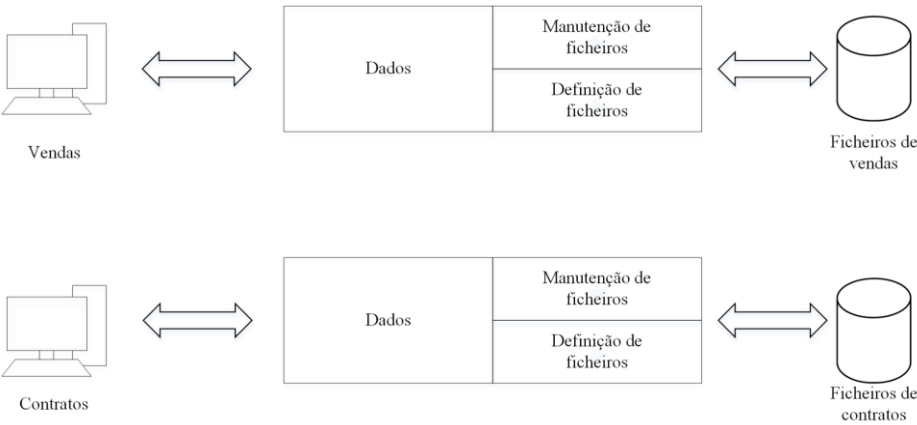 Manutenção de
ficheiros
Dados
Definição de
ficheiros
Vendas
Ficheiros de
vendas
Manutenção de
ficheiros
Dados
Definição de
ficheiros
Contratos
Ficheiros de
contratos